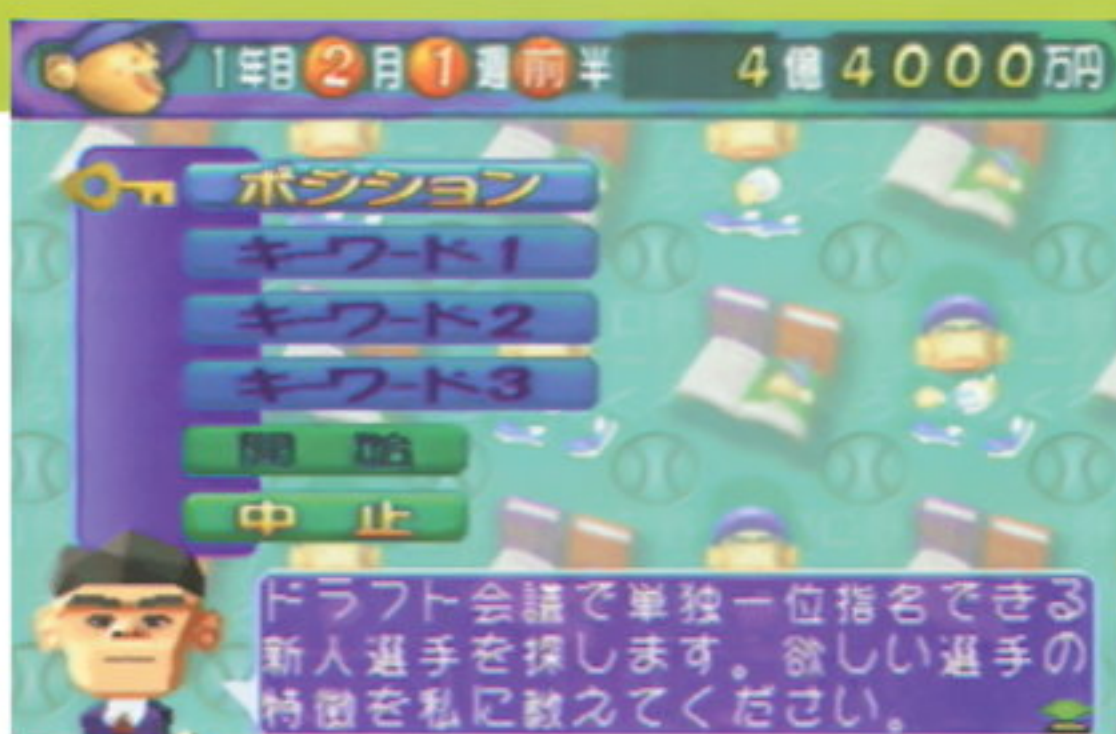 1年目2月1週前半 4億4000万円
ポジション
キーワード1
キーワード2
キーワード3
開始
中止
ドラフト会議で単独一位指名できる
新人選手を探します。欲しい選手の
特徴を私に教えてください。